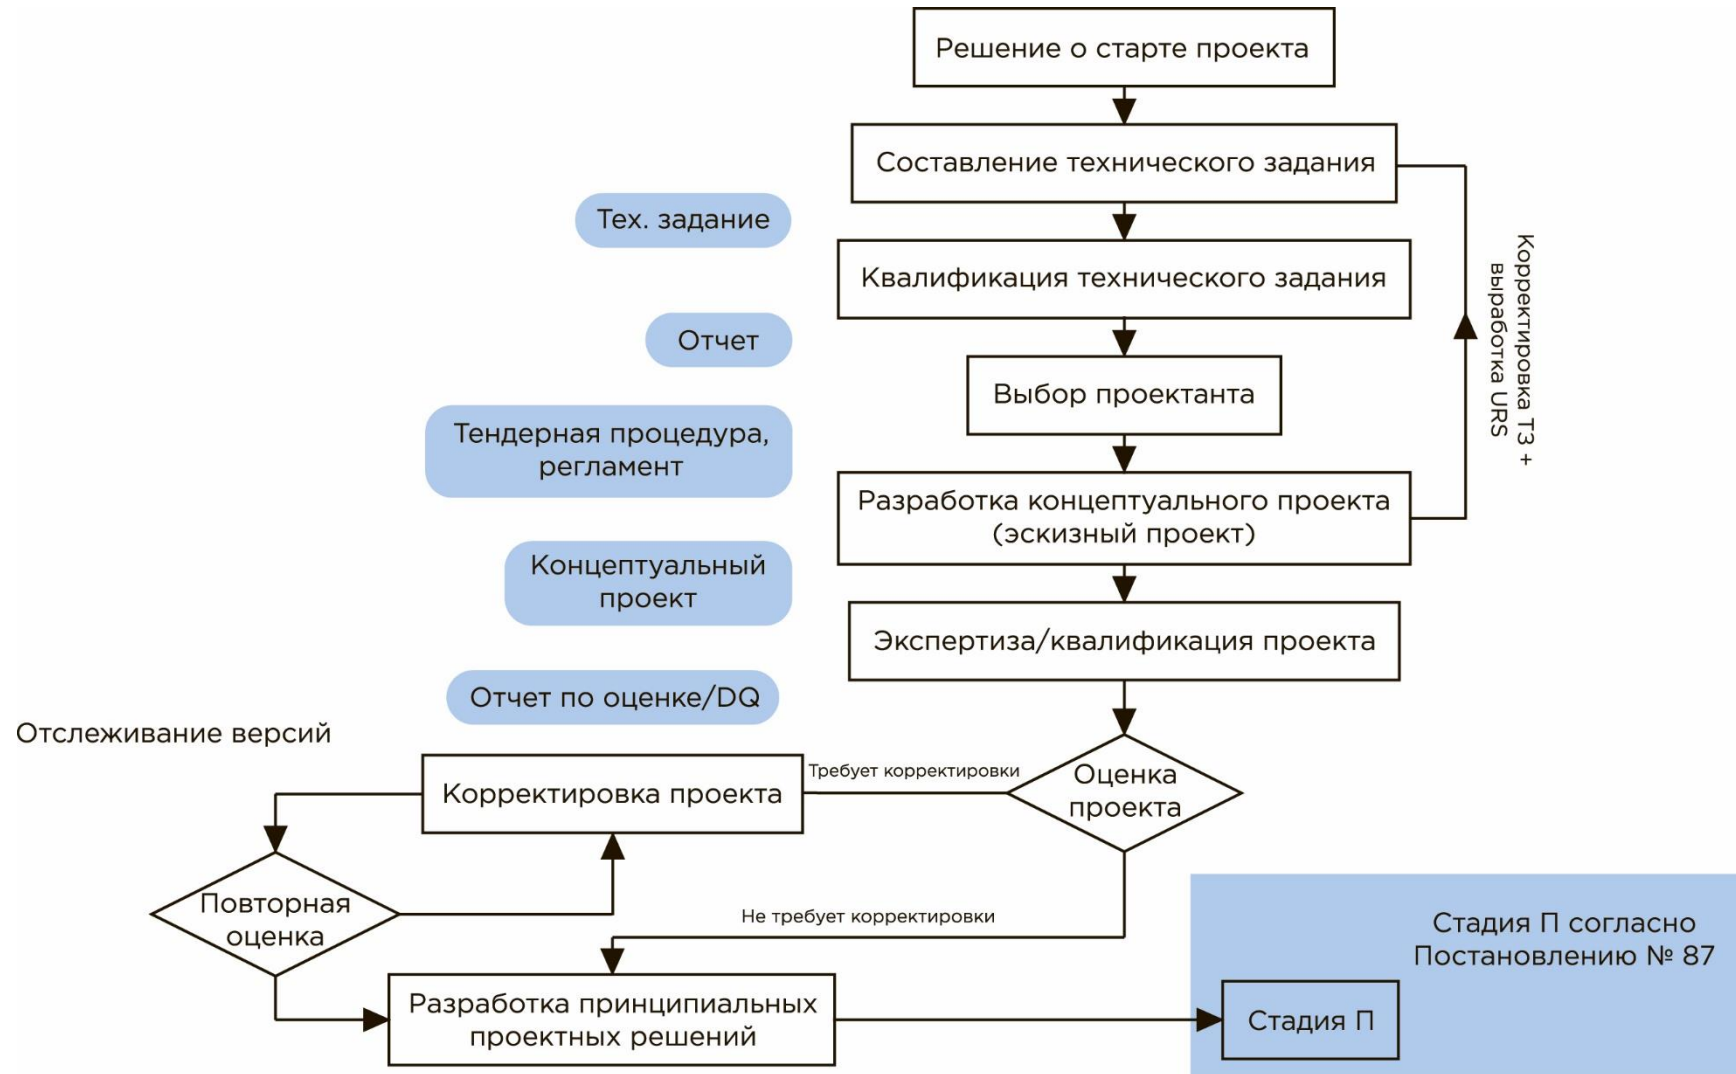 Решение о старте проекта
Составление технического задания
Тех. задание
Квалификация технического задания
Корректировка ТЗ +
выработка URS
Отчет
Выбор проектанта
Тендерная процедура,
регламент
Разработка концептуального проекта
(эскизный проект)
Концептуальный
проект
Экспертиза/квалификация проекта
Отчет по оценке/DQ
Отслеживание версий
Корректировка проекта
Требует корректировки
Оценка
проекта
Повторная
оценка
Не требует корректировки
Стадия П согласно
Постановлению № 87
Разработка принципиальных
проектных решений
Стадия П